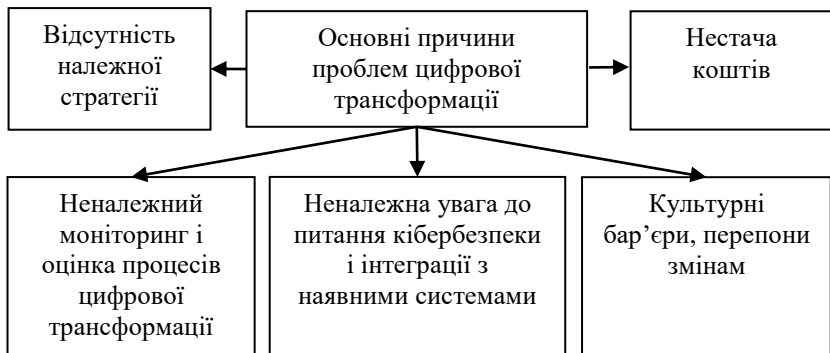 Відсутність
належної
стратегії
Основні причини
проблем цифрової
трансформації
Нестача
коштів
Неналежний
моніторинг і
оцінка процесів
цифрової
трансформації
Неналежна увага до
питання кібербезпеки
і інтеграції з
наявними системами
Культурні
бар’єри, перепони
змінам